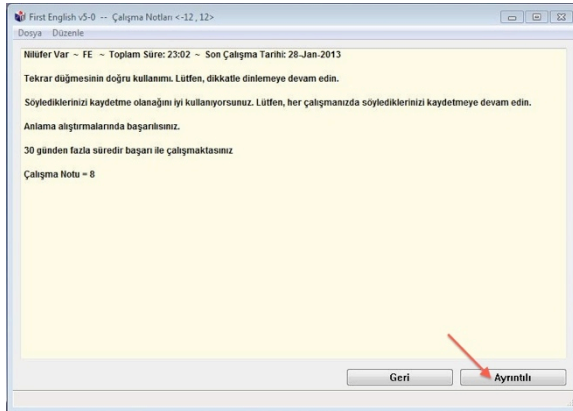 First English v5-0 -- Çalışma Notları <-12 , 12>
Dosya Düzenle
Nilüfer Var ~ FE ~ Toplam Süre: 23:02 ~ Son Çalışma Tarihi: 28-Jan-2013
Tekrar düğmesinin doğru kullanımı. Lütfen, dikkatle dinlemeye devam edin.
Söylediklerinizi kaydetme olanağını iyi kullanıyorsunuz. Lütfen, her çalışmanızda söylediklerinizi kaydetmeye devam edin.
Anlama alıştırmalarında başarılısınız.
30 günden fazla süredir başarı ile çalışmaktasınız
Çalışma Notu = 8
Geri Ayrıntılı